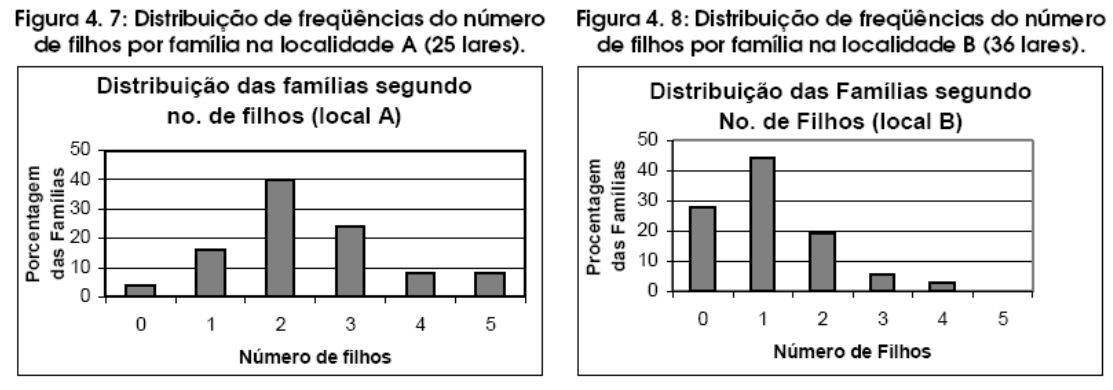 Figura 4. 7: Distribuição de freqüências do número
de filhos por família na localidade A (25 lares).
Distribuição das famílias segundo
no. de filhos (local A)
Porcentagem
das Famílias
50
40
30
20
10
0
0 1 2 3 4 5
Número de filhos
Figura 4. 8: Distribuição de freqüências do número
de filhos por família na localidade B (36 lares).
Distribuição das Famílias segundo
No. de Filhos (local B)
Procentagem
das Famílias
50
40
30
20
10
0
0 1 2 3 4 5
Número de Filhos